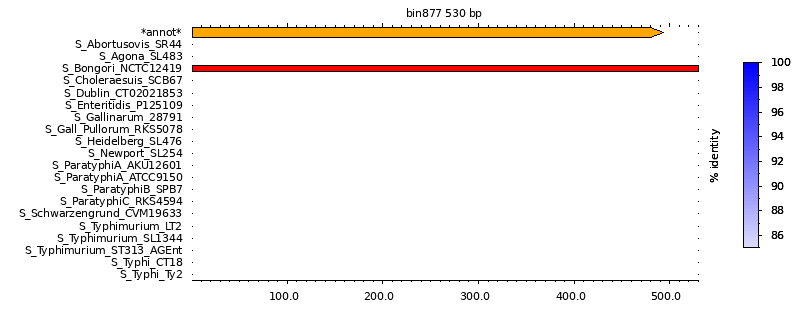 bin877 530 bp
*annot*
S_Abortusovis_SR44
S_Agona_SL483
S_Bongori_NCTC12419
S_Choleraesuis_SCB67
S_Dublin_CT02021853
S_Enteritidis_P125109
S_Gallinarum_28791
S_Gall_Pullorum_RKS5078
S_Heidelberg_SL476
S_Newport_SL254
S_ParatyphiA_AKU12601
S_ParatyphiA_ATCC9150
S_ParatyphiB_SPB7
S_ParatyphiC_RKS4594
S_Schwarzengrund_CVM19633
S_Typhimurium_LT2
S_Typhimurium_SL1344
S_Typhimurium_ST313_AGEnt
S_Typhi_CT18
S_Typhi_Ty2
100.0 200.0 300.0 400.0 500.0
% identity
100
98
96
94
92
90
88
86